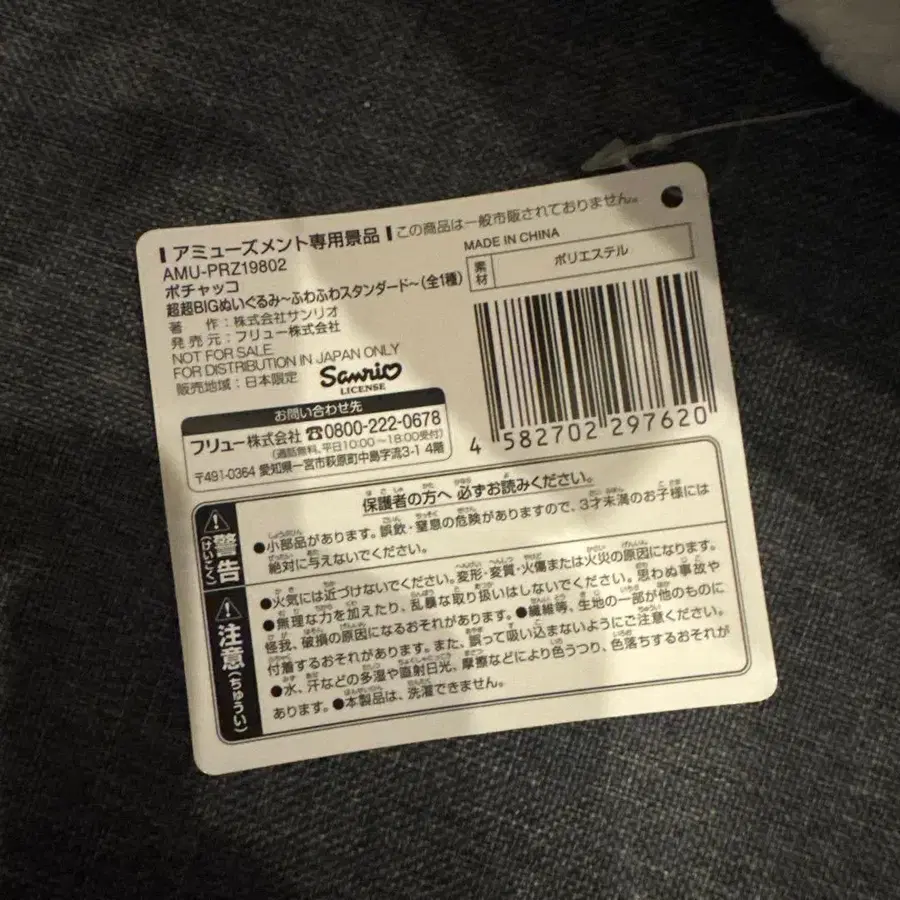 アミューズメント専用景品 この商品は一般市販されておりません。
AMU-PRZ19802
ポチャッコ
超超BIGぬいぐるみ~ふわふわスタンダード~(全1種)
著 作:株式会社サンリオ
発売元:フリュー株式会社
NOT FOR SALE
FOR DISTRIBUTION IN JAPAN ONLY
販売地域:日本限定
Sanrio
LICENSE
MADE IN CHINA
素材 ポリエステル
4 582702 297620
お問い合わせ先
フリュー株式会社 ☎0800-222-0678
(通話無料、平日10:00~18:00受付)
〒491-0364 愛知県一宮市萩原町中島字流3-1 4階
保護者の方へ 必ずお読みください。
警告(けいこく)
●小部品があります。誤飲・窒息の危険がありますので、3才未満のお子様には
絶対に与えないでください。
注意(ちゅうい)
●火気には近づけないでください。変形・変質・火傷または火災の原因になります。
●無理な力を加えたり、乱暴な取り扱いはしないでください。思わぬ事故や
怪我、破損の原因になるおそれがあります。●繊維等、生地の一部が他のものに
付着するおそれがあります。また、誤って吸い込まないようにご注意ください。
●水、汗などの多湿や直射日光、摩擦などにより色うつり、色落ちするおそれが
あります。●本製品は、洗濯できません。